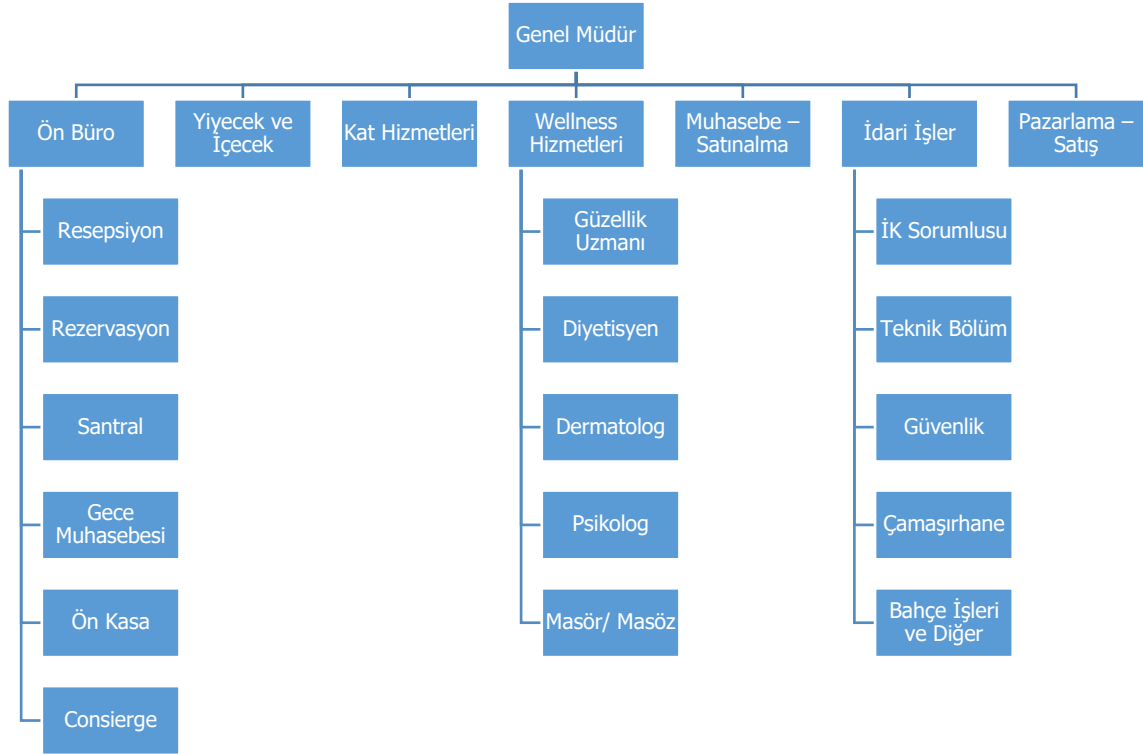 Genel Müdür
Ön Büro
Yiyecek ve
İçecek
Kat Hizmetleri
Wellness
Hizmetleri
Muhasebe –
Satınalma
İdari İşler
Pazarlama –
Satış
Resepsiyon
Rezervasyon
Santral
Gece
Muhasebesi
Ön Kasa
Consierge
Güzellik
Uzmanı
Diyetisyen
Dermatolog
Psikolog
Masör/ Masöz
İK Sorumlusu
Teknik Bölüm
Güvenlik
Çamaşırhane
Bahçe İşleri
ve Diğer